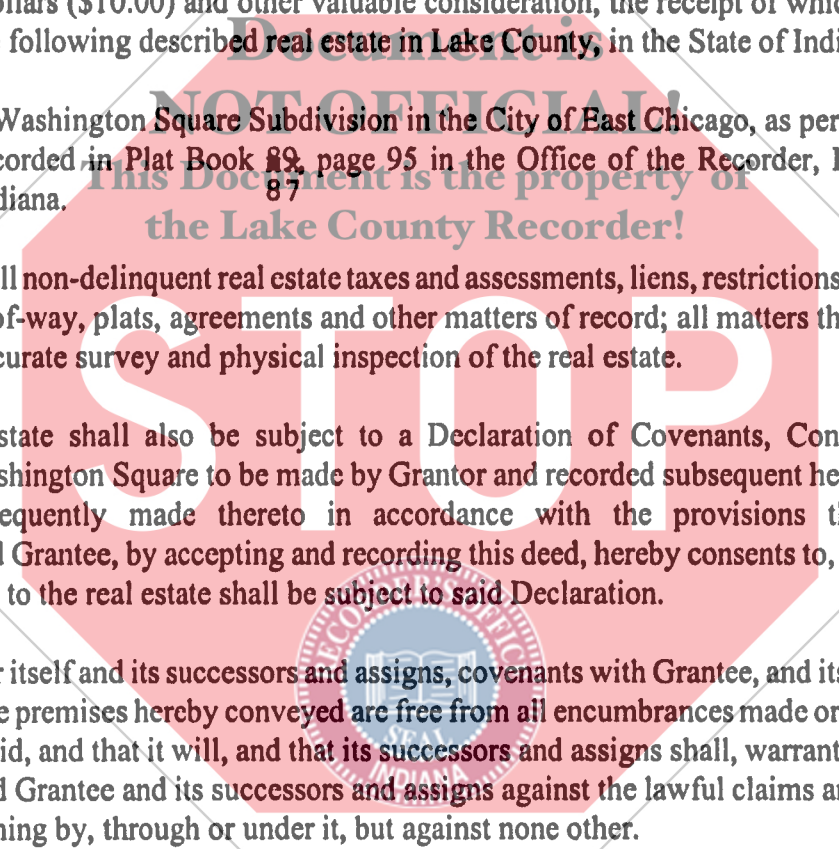 ollars ($10.00) and other valuable consideration, the receipt of whic
following described real estate in Lake County, in the State of Indi
Document is
NOT OFFICIAL!
Washington Square Subdivision in the City of East Chicago, as per
corded in Plat Book 89, page 95 in the Office of the Recorder,
87
This Document is the property of
diana.
the Lake County Recorder!
ll non-delinquent real estate taxes and assessments, liens, restrictions
of-way, plats, agreements and other matters of record; all matters th
curate survey and physical inspection of the real estate.
STOP
state shall also be subject to a Declaration of Covenants, Con
shington Square to be made by Grantor and recorded subsequent he
equently made thereto in accordance with the provisions t
d Grantee, by accepting and recording this deed, hereby consents to,
to the real estate shall be subject to said Declaration.
RECORDER'S OFFICE
SEAL
INDIANA
r itself and its successors and assigns, covenants with Grantee, and its
e premises hereby conveyed are free from all encumbrances made or
id, and that it will, and that its successors and assigns shall, warrant
d Grantee and its successors and assigns against the lawful claims a
ning by, through or under it, but against none other.